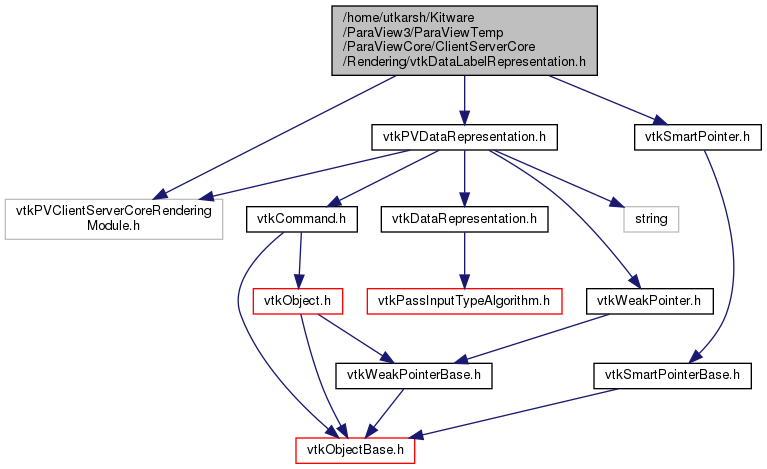 /home/utkarsh/Kitware
/ParaView3/ParaViewTemp
/ParaViewCore/ClientServerCore
/Rendering/vtkDataLabelRepresentation.h
vtkPVDataRepresentation.h
vtkSmartPointer.h
vtkPVClientServerCoreRendering
Module.h
vtkCommand.h
vtkDataRepresentation.h
string
vtkObject.h
vtkPassInputTypeAlgorithm.h
vtkWeakPointer.h
vtkWeakPointerBase.h
vtkSmartPointerBase.h
vtkObjectBase.h